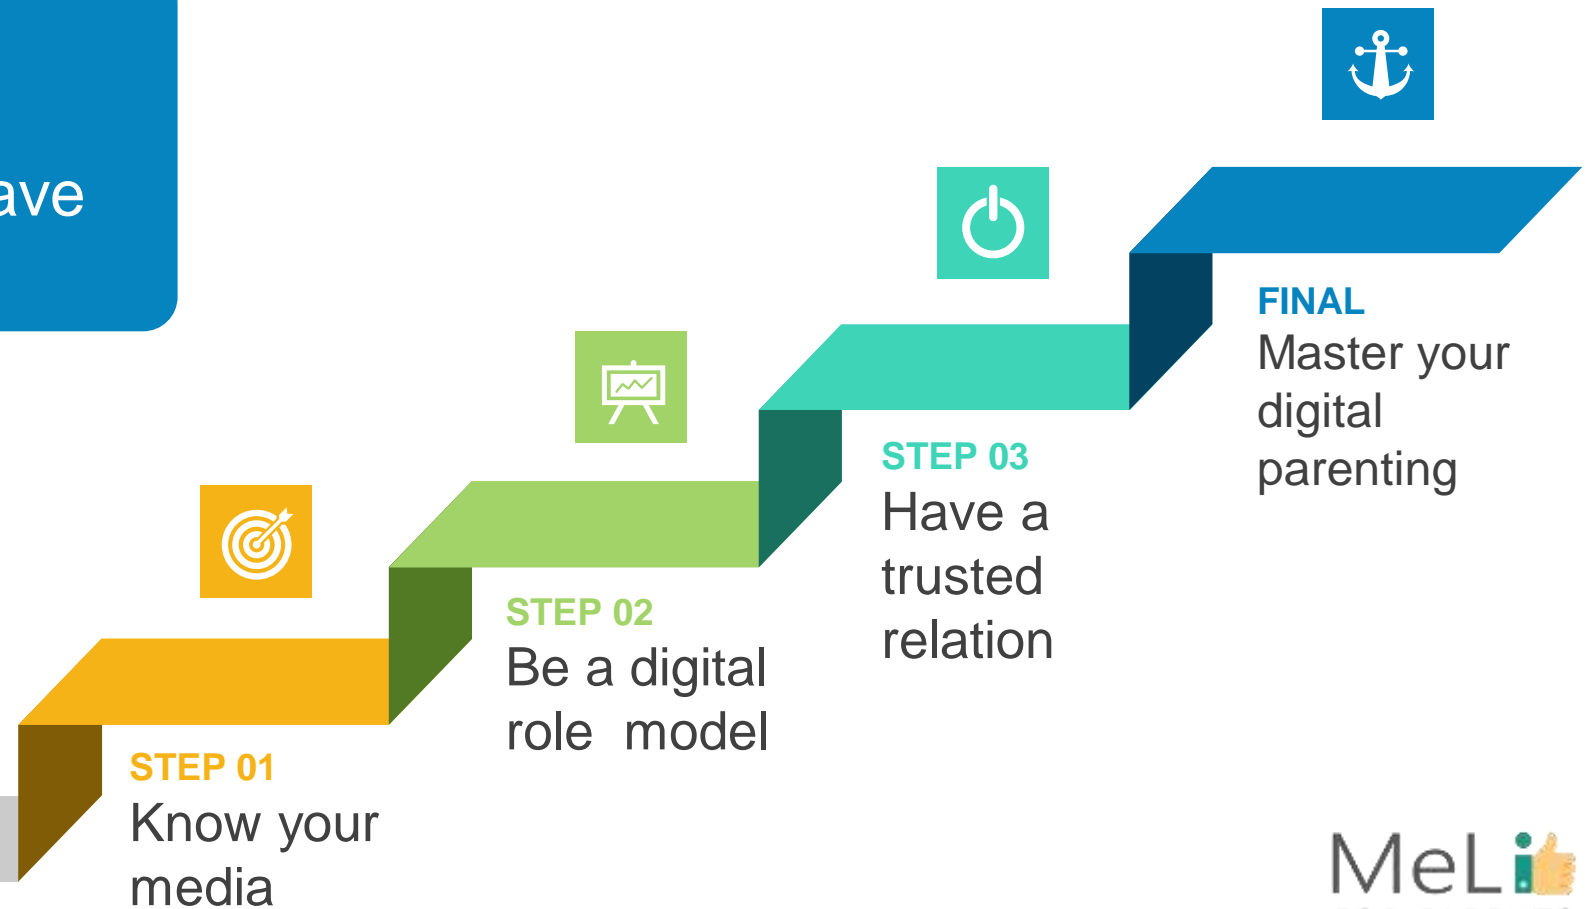 STEP 01
Know your
media
STEP 02
Be a digital
role  model
STEP 03
Have a
trusted
relation
FINAL
Master your
digital
parenting
MeLi